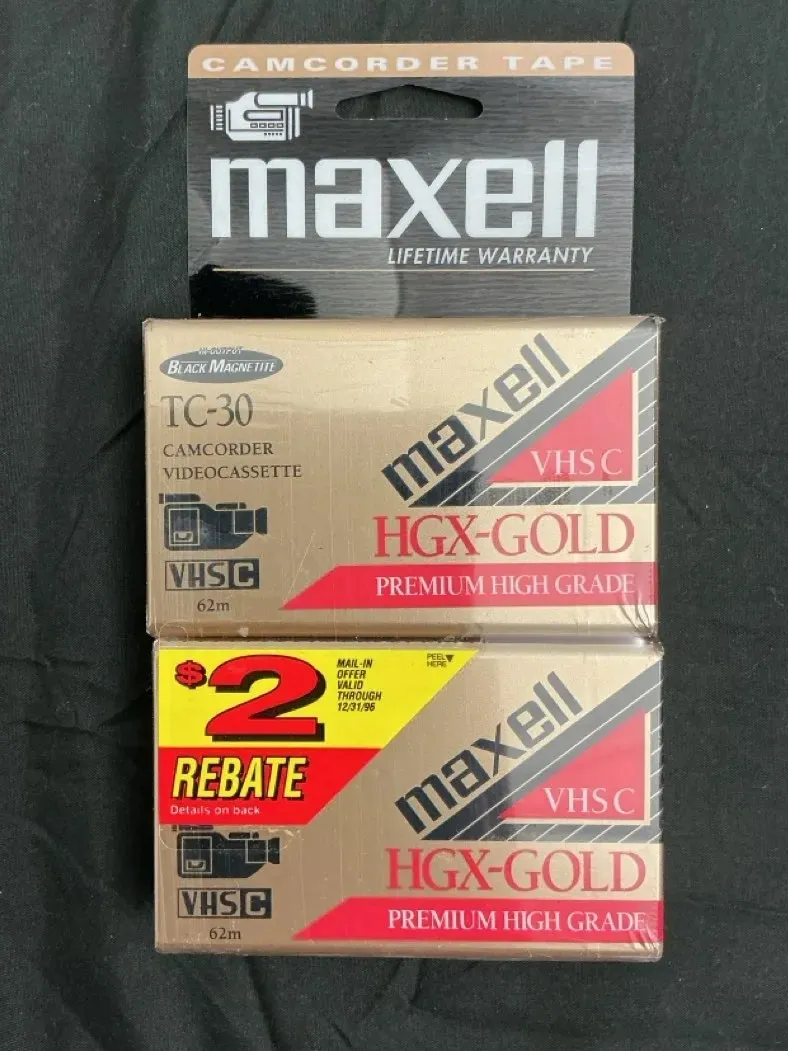 CAMCORDER TAPE
maxell
LIFETIME WARRANTY
HI-OUTPUT
BLACK MAGNETITE
TC-30
CAMCORDER
VIDEOCASSETTE
VHS C
62m
maxell
VHS C
HGX-GOLD
PREMIUM HIGH GRADE
$2
MAIL-IN
OFFER
VALID
THROUGH
12/31/96
PEEL
HERE
REBATE
Details on back
VHS C
62m
maxell
VHS C
HGX-GOLD
PREMIUM HIGH GRADE